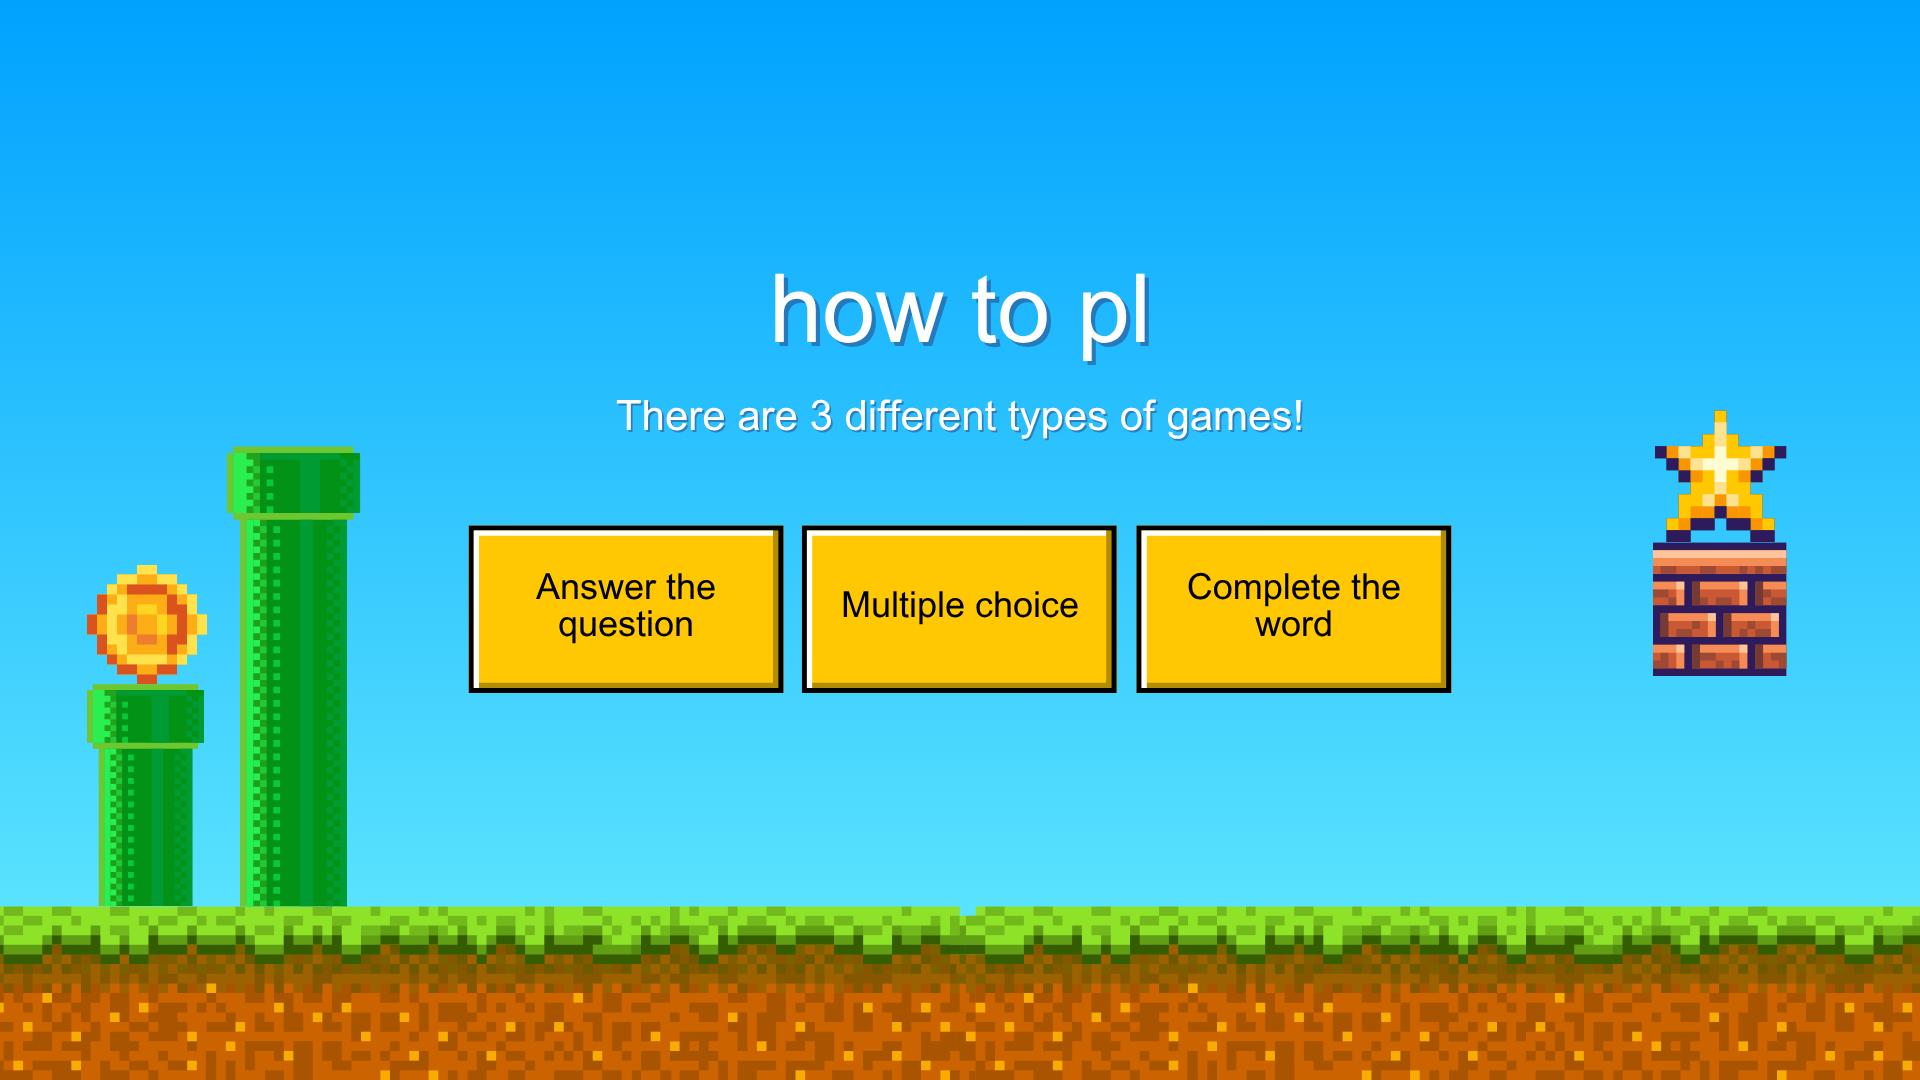 how to pl
There are 3 different types of games!
Answer the
question
Multiple choice
Complete the
word